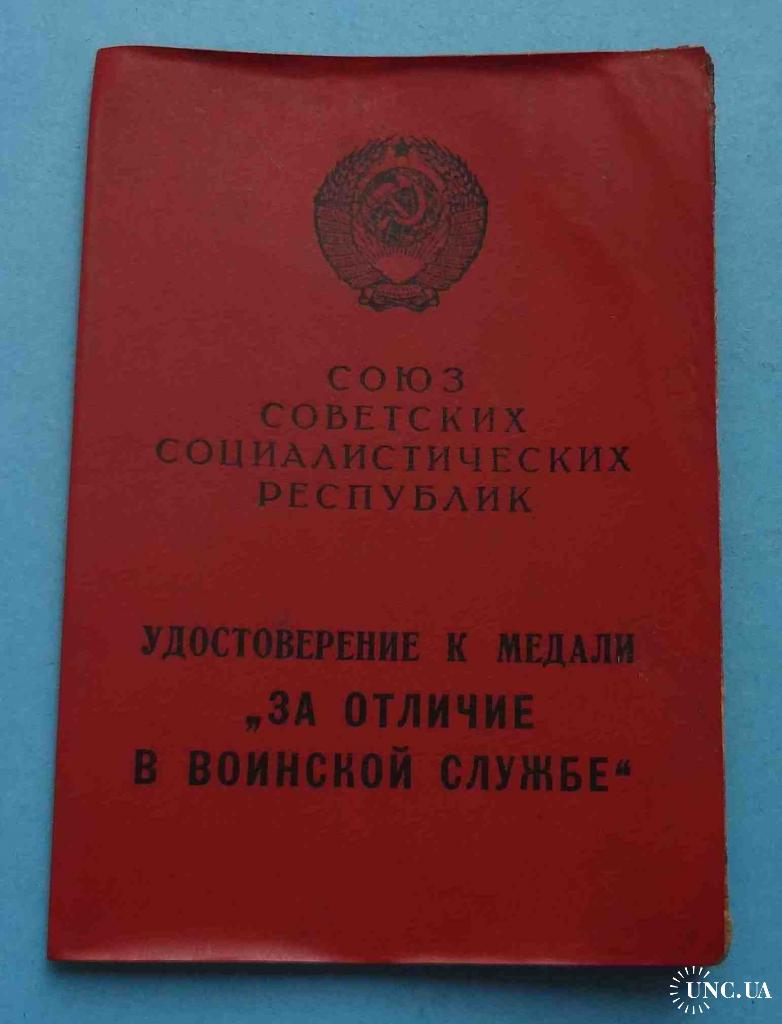 СОЮЗ
СОВЕТСКИХ
СОЦИАЛИСТИЧЕСКИХ
РЕСПУБЛИК
УДОСТОВЕРЕНИЕ К МЕДАЛИ
„ЗА ОТЛИЧИЕ
В ВОИНСКОЙ СЛУЖБЕ“
UNC.UA